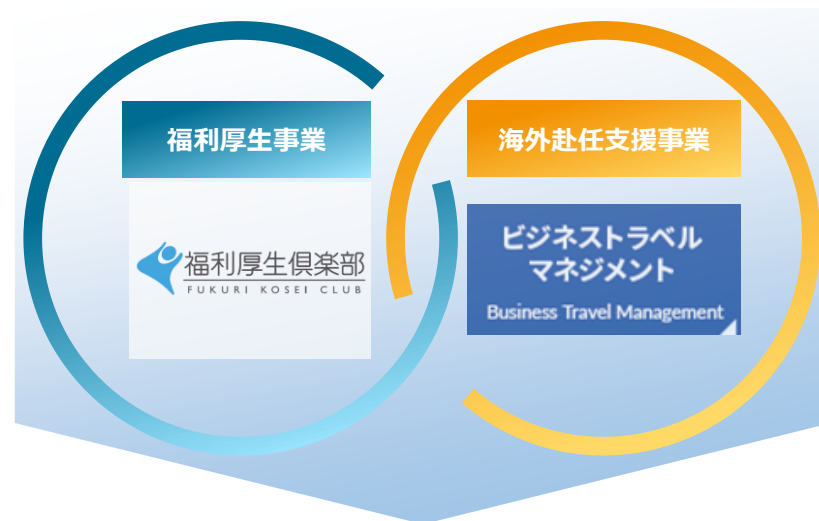 福利厚生事業
福利厚生倶楽部
FUKURI KOSEI CLUB
海外赴任支援事業
ビジネストラベル
マネジメント
Business Travel Management